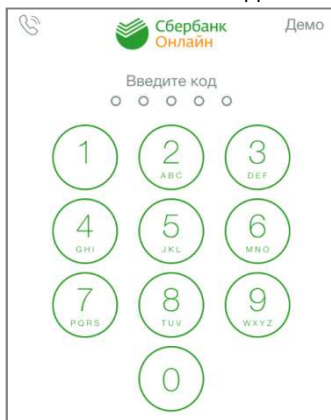 Сбербанк
Онлайн
Демо
Введите код
1
2
ABC
3
DEF
4
GHI
5
JKL
6
MNO
7
PQRS
8
TUV
9
WXYZ
0